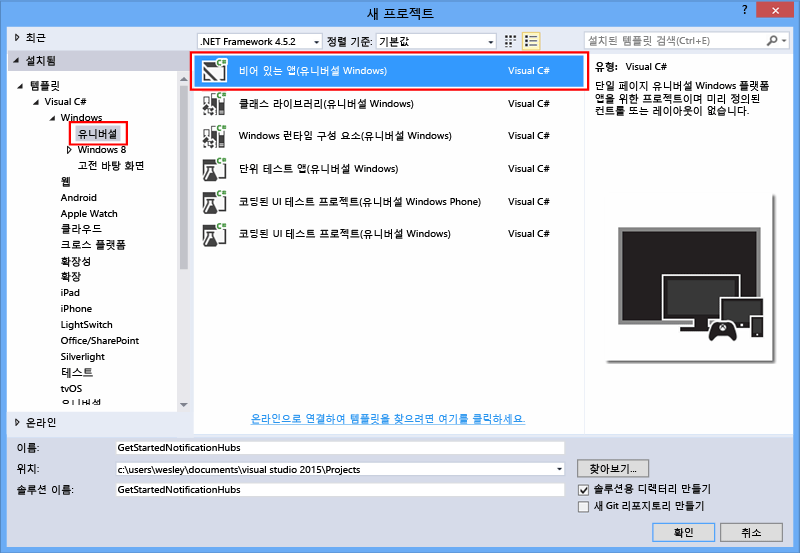 새 프로젝트
?
최근
.NET Framework 4.5.2
정렬 기준:
기본값
설치된 템플릿 검색(Ctrl+E)
설치됨
템플릿
Visual C#
Windows
유니버설
Windows 8
고전 바탕 화면
웹
Android
Apple Watch
클라우드
크로스 플랫폼
확장성
확장
iPad
iPhone
LightSwitch
Office/SharePoint
Silverlight
테스트
tvOS
유니버설
온라인
비어 있는 앱(유니버설 Windows) Visual C#
클래스 라이브러리(유니버설 Windows) Visual C#
Windows 런타임 구성 요소(유니버설 Windows) Visual C#
단위 테스트 앱(유니버설 Windows) Visual C#
코딩된 UI 테스트 프로젝트(유니버설 Windows Phone) Visual C#
코딩된 UI 테스트 프로젝트(유니버설 Windows) Visual C#
온라인으로 연결하여 템플릿을 찾으려면 여기를 클릭하세요.
유형: Visual C#
단일 페이지 유니버설 Windows 플랫폼
앱을 위한 프로젝트이며 미리 정의된
컨트롤 또는 레이아웃이 없습니다.
이름: GetStartedNotificationHubs
위치: c:\users\wesley\documents\visual studio 2015\Projects
찾아보기...
솔루션 이름: GetStartedNotificationHubs
솔루션용 디렉터리 만들기
새 Git 리포지토리 만들기
확인
취소